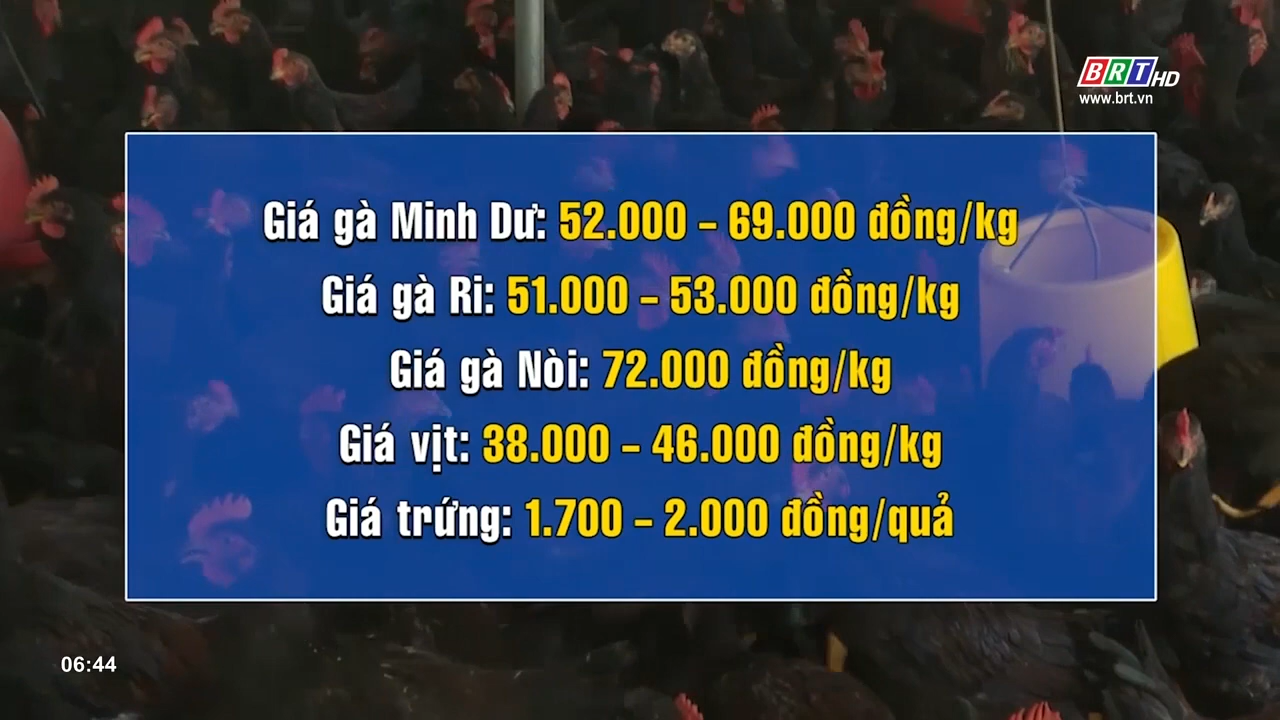 BRT HD
www.brt.vn
Giá gà Minh Dư: 52.000 – 69.000 đồng/kg
Giá gà Ri: 51.000 – 53.000 đồng/kg
Giá gà Nòi: 72.000 đồng/kg
Giá vịt: 38.000 – 46.000 đồng/kg
Giá trứng: 1.700 – 2.000 đồng/quả
06:44